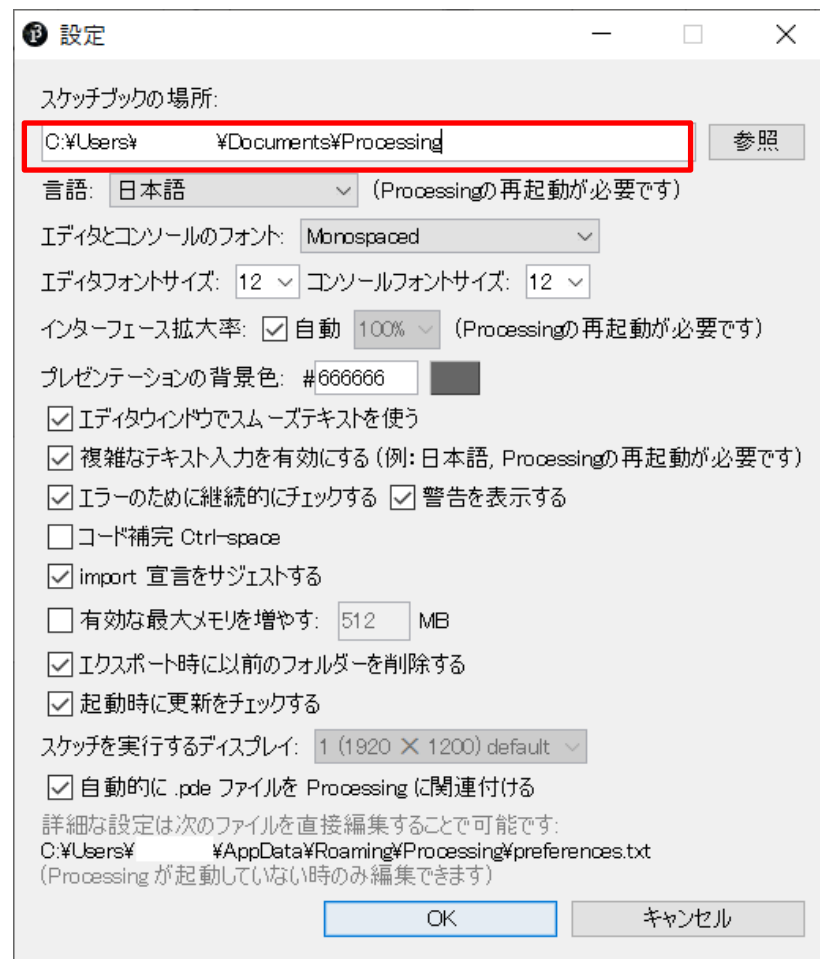 設定
スケッチブックの場所:
C:¥Users¥ ¥Documents¥Processing 参照
言語: 日本語 (Processingの再起動が必要です)
エディタとコンソールのフォント: Monospaced
エディタフォントサイズ: 12 コンソールフォントサイズ: 12
インターフェース拡大率: 自動 100% (Processingの再起動が必要です)
プレゼンテーションの背景色: #666666
エディタウィンドウでスムーズテキストを使う
複雑なテキスト入力を有効にする (例: 日本語, Processingの再起動が必要です)
エラーのために継続的にチェックする 警告を表示する
コード補完 Ctrl-space
import 宣言をサジェストする
有効な最大メモリを増やす: 512 MB
エクスポート時に以前のフォルダーを削除する
起動時に更新をチェックする
スケッチを実行するディスプレイ: 1 (1920 × 1200) default
自動的に .pde ファイルを Processing に関連付ける
詳細な設定は次のファイルを直接編集することで可能です:
C:¥Users¥ ¥AppData¥Roaming¥Processing¥preferences.txt
(Processing が起動していない時のみ編集できます)
OK キャンセル